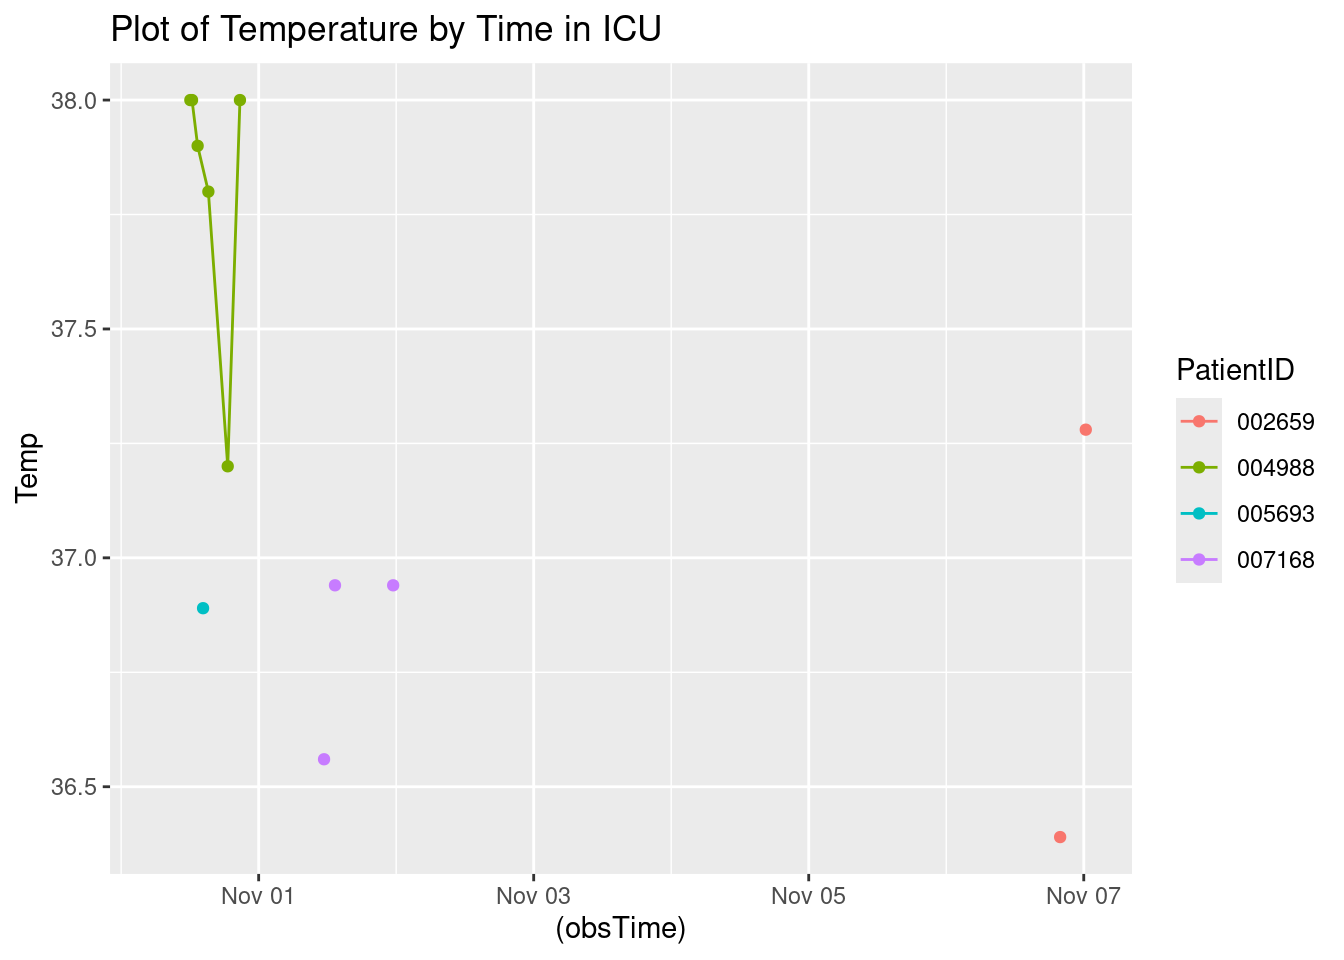 Plot of Temperature by Time in ICU
38.0
37.5
37.0
36.5
Temp
Nov 01
Nov 03
Nov 05
Nov 07
(obsTime)
PatientID
002659
004988
005693
007168